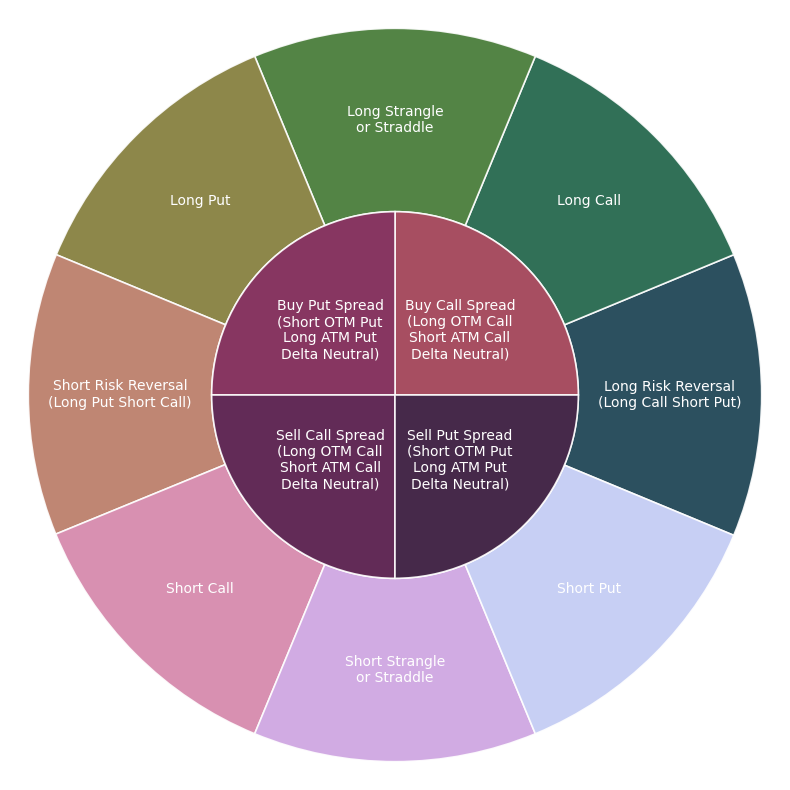 Long Strangle
or Straddle
Long Put
Long Call
Buy Put Spread
(Short OTM Put
Long ATM Put
Delta Neutral)
Buy Call Spread
(Long OTM Call
Short ATM Call
Delta Neutral)
Short Risk Reversal
(Long Put Short Call)
Long Risk Reversal
(Long Call Short Put)
Sell Call Spread
(Long OTM Call
Short ATM Call
Delta Neutral)
Sell Put Spread
(Short OTM Put
Long ATM Put
Delta Neutral)
Short Call
Short Put
Short Strangle
or Straddle